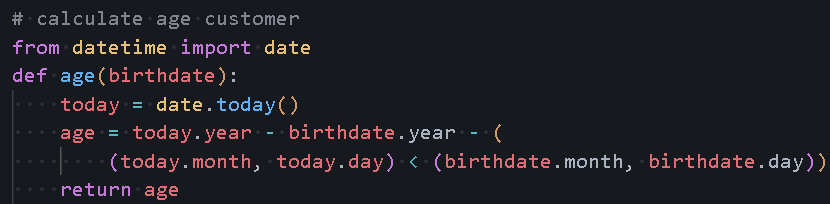 # calculate age customer
from datetime import date
def age(birthdate):
    today = date.today()
    age = today.year - birthdate.year - (
        (today.month, today.day) < (birthdate.month, birthdate.day))
    return age